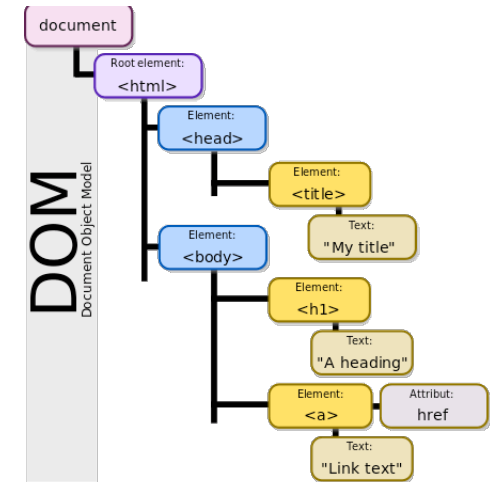 document
Root element:
<html>
Element:
<head>
Element:
<title>
Text:
"My title"
Element:
<body>
Element:
<h1>
Text:
"A heading"
Element:
<a>
Attribut:
href
Text:
"Link text"
DOM
Document Object Model